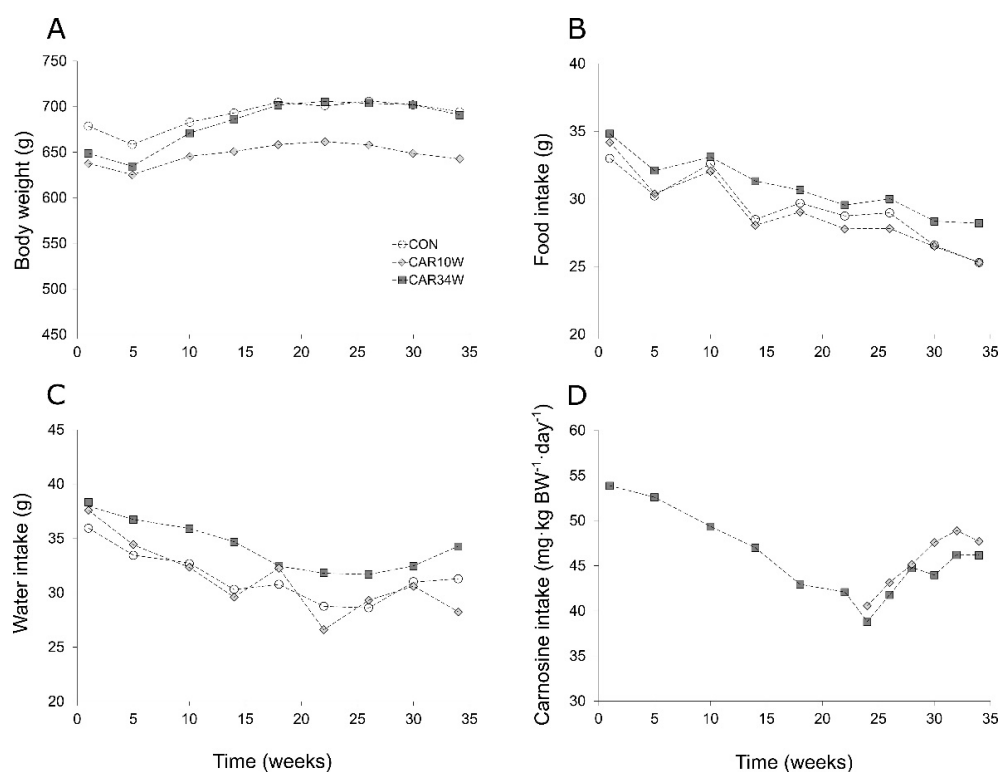 A
Body weight (g)
750
700
650
600
550
500
450
0 5 10 15 20 25 30 35
CON
CAR10W
CAR34W
B
Food intake (g)
40
35
30
25
20
0 5 10 15 20 25 30 35
C
Water intake (g)
45
40
35
30
25
20
0 5 10 15 20 25 30 35
Time (weeks)
D
Carnosine intake (mg·kg BW⁻¹·day⁻¹)
60
55
50
45
40
35
30
0 5 10 15 20 25 30 35
Time (weeks)